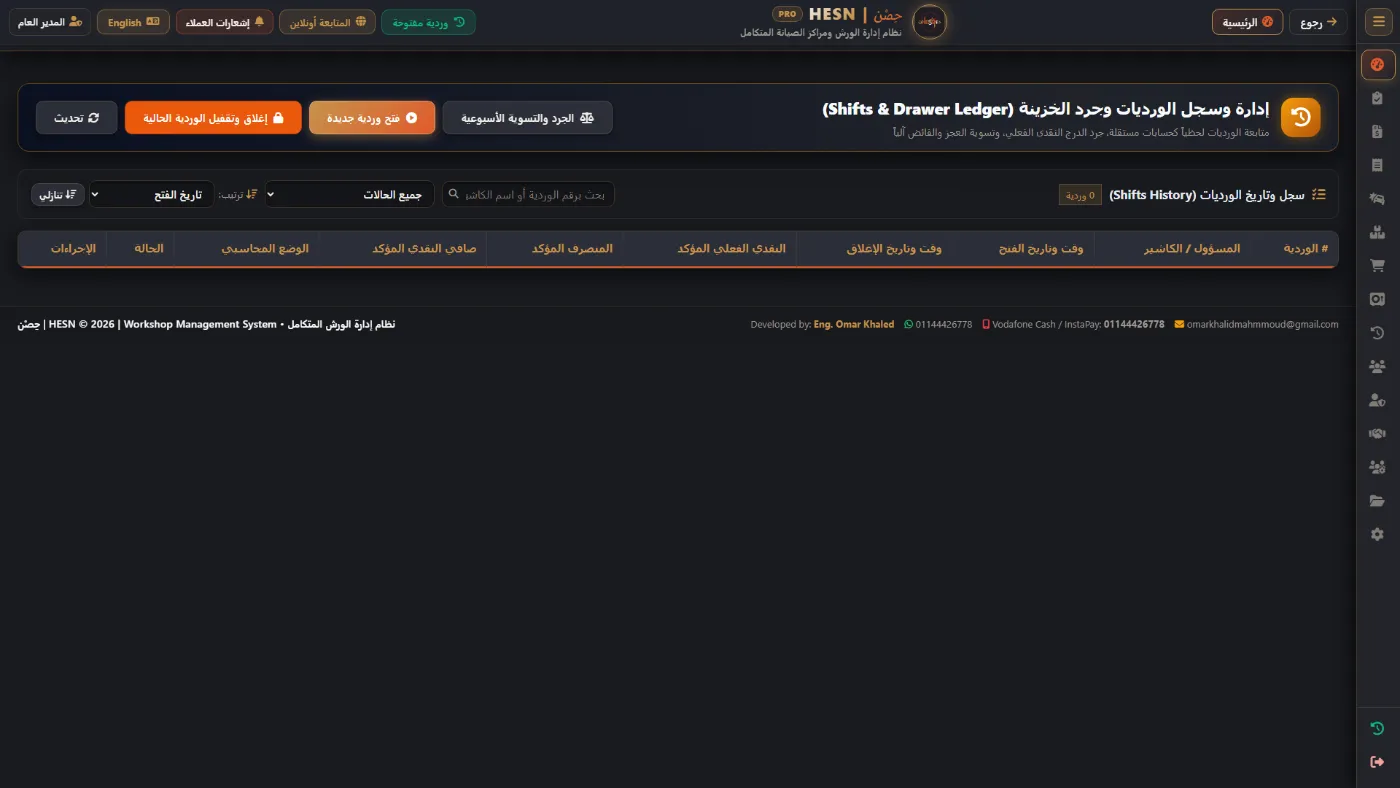 رجوع
الرئيسية
حِصْن | HESN PRO
نظام إدارة الورش ومراكز الصيانة المتكامل
وردية مفتوحة
المتابعة أونلاين
إشعارات العملاء
English
المدير العام
إدارة وسجل الورديات وجرد الخزينة (Shifts & Drawer Ledger)
متابعة الورديات لحظياً كحسابات مستقلة، جرد الدرج النقدي الفعلي، وتسوية العجز والفائض آلياً
الجرد والتسوية الأسبوعية
فتح وردية جديدة
إغلاق وتقفيل الوردية الحالية
تحديث
سجل وتاريخ الورديات (Shifts History)
0 وردية
بحث برقم الوردية أو اسم الكاشير
جميع الحالات
ترتيب:
تاريخ الفتح
تنازلي
# الوردية
المسؤول / الكاشير
وقت وتاريخ الفتح
وقت وتاريخ الإغلاق
النقدي الفعلي المؤكد
المنصرف المؤكد
صافي النقدي المؤكد
الوضع المحاسبي
الحالة
الإجراءات
Developed by: Eng. Omar Khaled 01144426778 Vodafone Cash / InstaPay: 01144426778 omarkhalidmahmmoud@gmail.com
حِصْن | HESN © 2026 | Workshop Management System • نظام إدارة الورش المتكامل